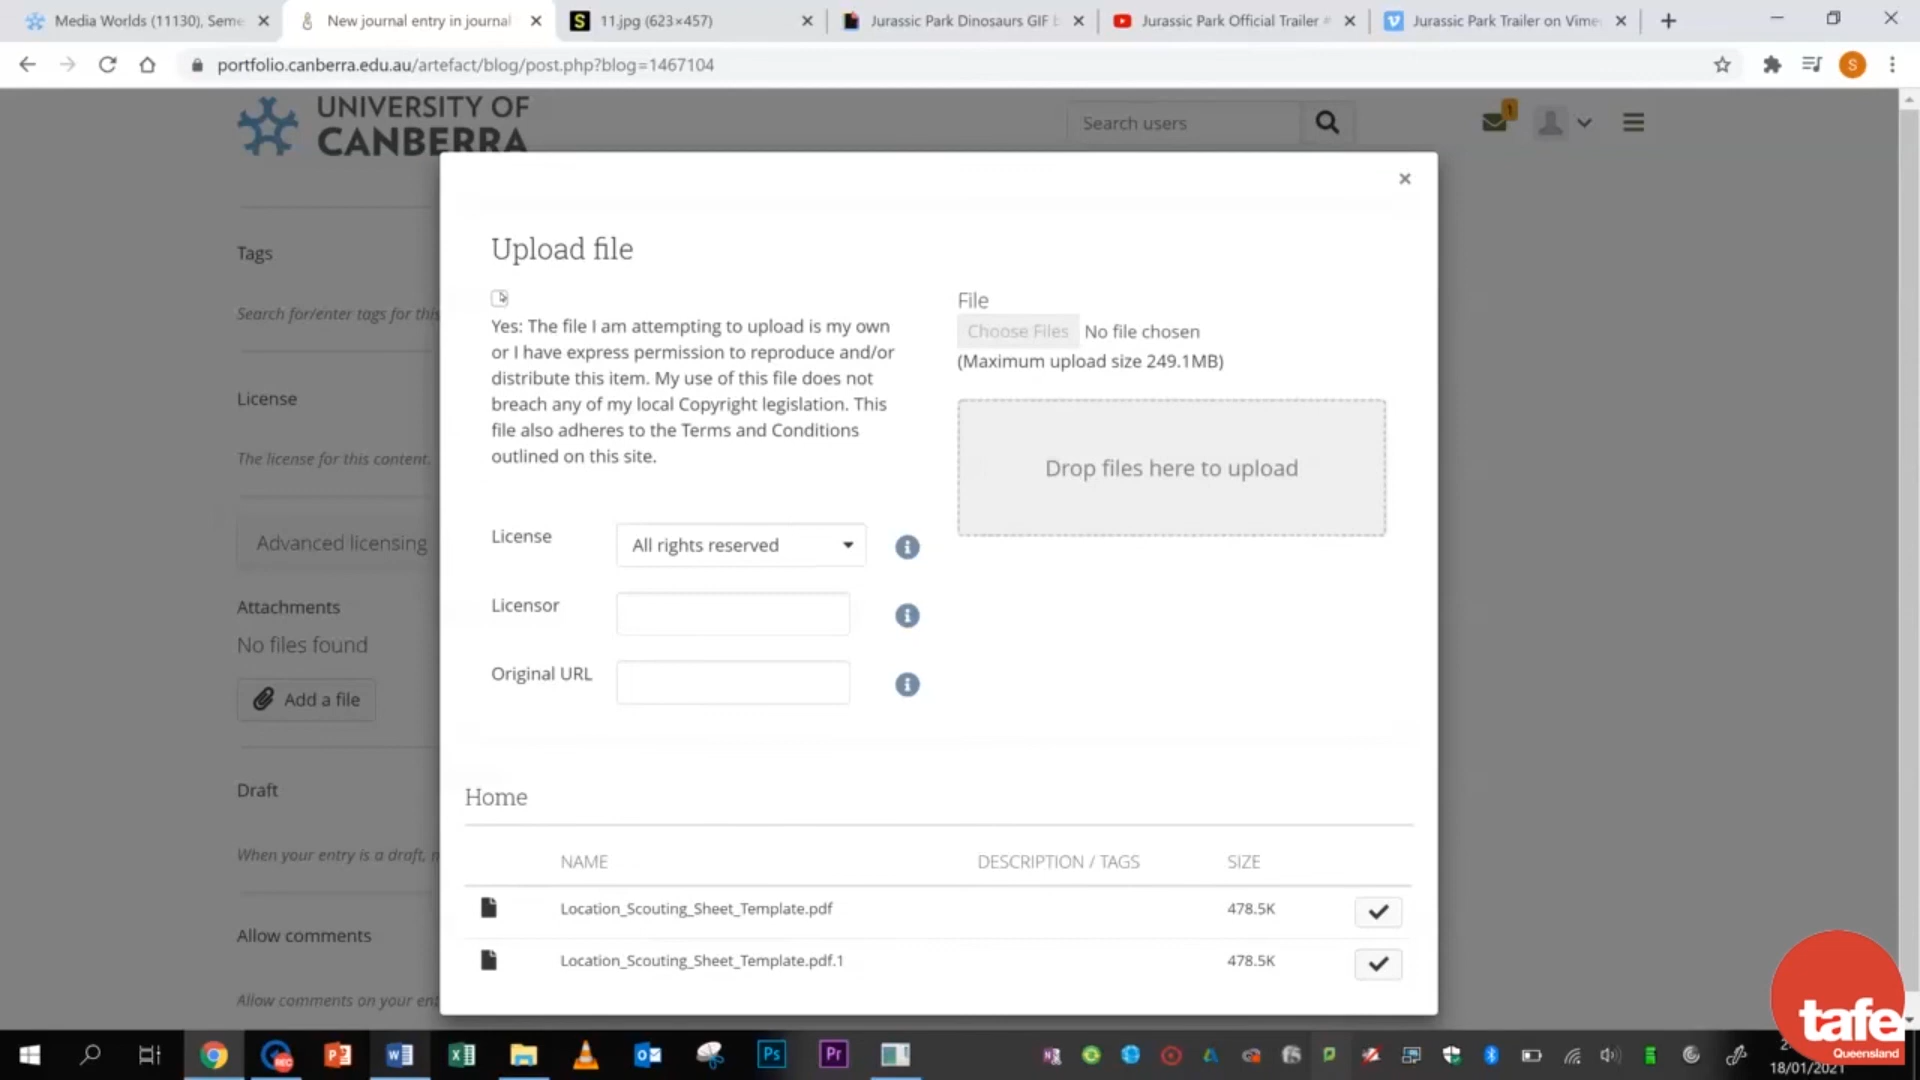 Media Worlds (11130), Seme
New journal entry in journal
S
11.jpg (623×457)
Jurassic Park Dinosaurs GIF
Jurassic Park Official Trailer
Jurassic Park Trailer on Vime
portfolio.canberra.edu.au/artefact/blog/post.php?blog=1467104
S
UNIVERSITY OF
CANBERRA
Search users
1
Tags
Search for/enter tags for this
License
The license for this content.
Advanced licensing
Attachments
No files found
Add a file
Draft
When your entry is a draft,
Allow comments
Allow comments on your
×
Upload file
Yes: The file I am attempting to upload is my own
or I have express permission to reproduce and/or
distribute this item. My use of this file does not
breach any of my local Copyright legislation. This
file also adheres to the Terms and Conditions
outlined on this site.
File
Choose Files No file chosen
(Maximum upload size 249.1MB)
Drop files here to upload
License
All rights reserved
Licensor
Original URL
Home
NAME DESCRIPTION / TAGS SIZE
Location_Scouting_Sheet_Template.pdf 478.5K
Location_Scouting_Sheet_Template.pdf.1 478.5K
tafe
Queensland
REC
Ps
Pr
18/01/2021